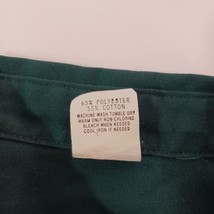 65% POLYESTER
35% COTTON
MACHINE WASH TUMBLE DRY
WARM ONLY NON-CHLORINE
BLEACH WHEN NEEDED
COOL IRON IF NEEDED